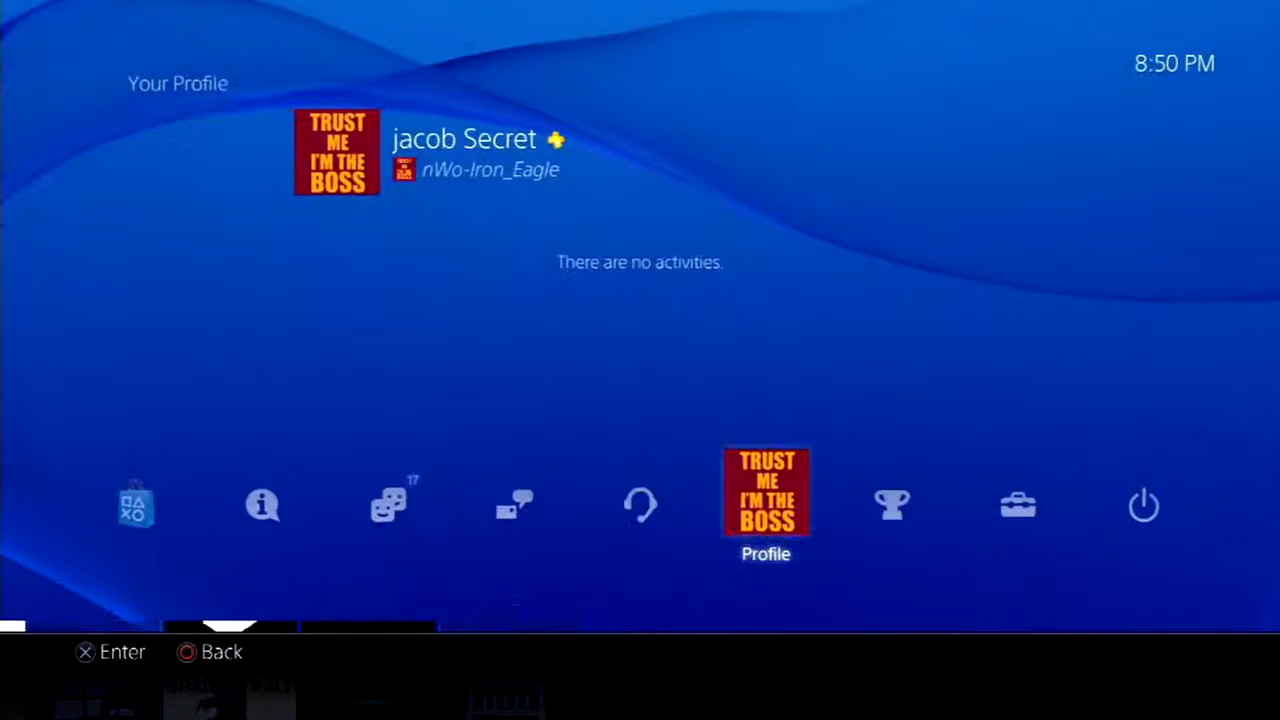 Your Profile
8:50 PM
TRUST
ME
I'M THE
BOSS
jacob Secret
nWo-Iron_Eagle
There are no activities.
17
TRUST
ME
I'M THE
BOSS
Profile
Enter
Back